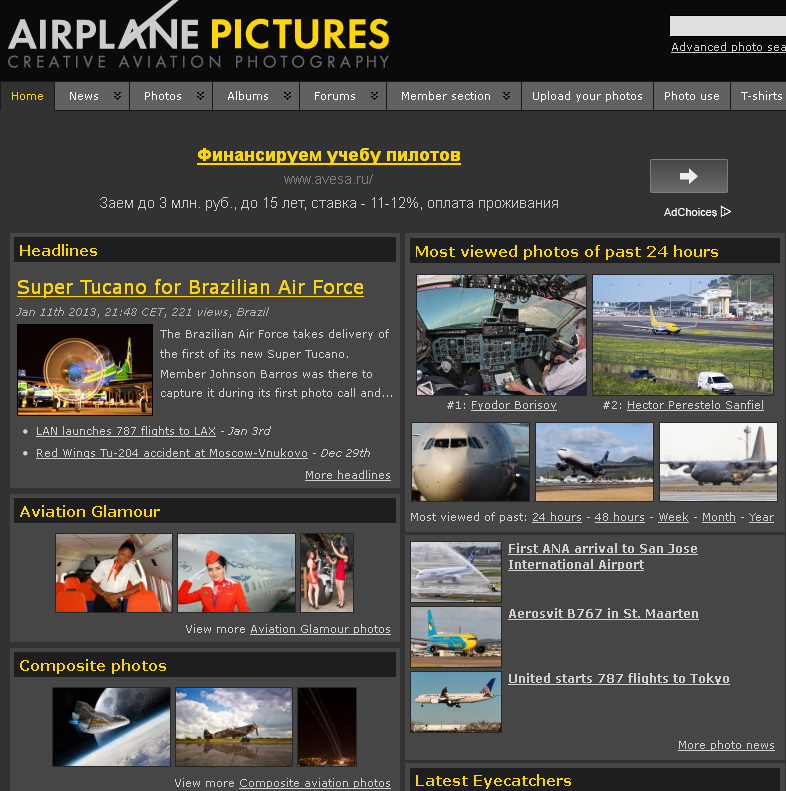 AIRPLANE PICTURES
CREATIVE AVIATION PHOTOGRAPHY
Advanced photo sea
Home News Photos Albums Forums Member section Upload your photos Photo use T-shirts
Финансируем учебу пилотов
www.avesa.ru/
Заем до 3 млн. руб., до 15 лет, ставка - 11-12%, оплата проживания
AdChoices
Headlines
Super Tucano for Brazilian Air Force
Jan 11th 2013, 21:48 CET, 221 views, Brazil
The Brazilian Air Force takes delivery of
the first of its new Super Tucano.
Member Johnson Barros was there to
capture it during its first photo call and...
LAN launches 787 flights to LAX - Jan 3rd
Red Wings Tu-204 accident at Moscow-Vnukovo - Dec 29th
More headlines
Aviation Glamour
View more Aviation Glamour photos
Composite photos
View more Composite aviation photos
Most viewed photos of past 24 hours
#1: Fyodor Borisov #2: Hector Perestelo Sanfiel
Most viewed of past: 24 hours - 48 hours - Week - Month - Year
First ANA arrival to San Jose
International Airport
Aerosvit B767 in St. Maarten
United starts 787 flights to Tokyo
More photo news
Latest Eyecatchers